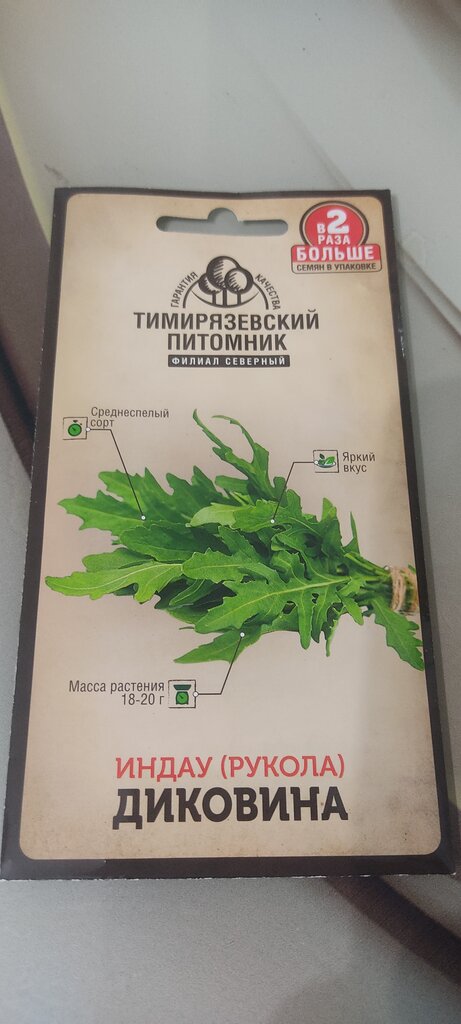 В 2
РАЗА
БОЛЬШЕ
СЕМЯН В УПАКОВКЕ
ГАРАНТИЯ КАЧЕСТВА
ТИМИРЯЗЕВСКИЙ
ПИТОМНИК
ФИЛИАЛ СЕВЕРНЫЙ
Среднеспелый
сорт
Яркий
вкус
Масса растения
18-20 г
ИНДАУ (РУКОЛА)
ДИКОВИНА